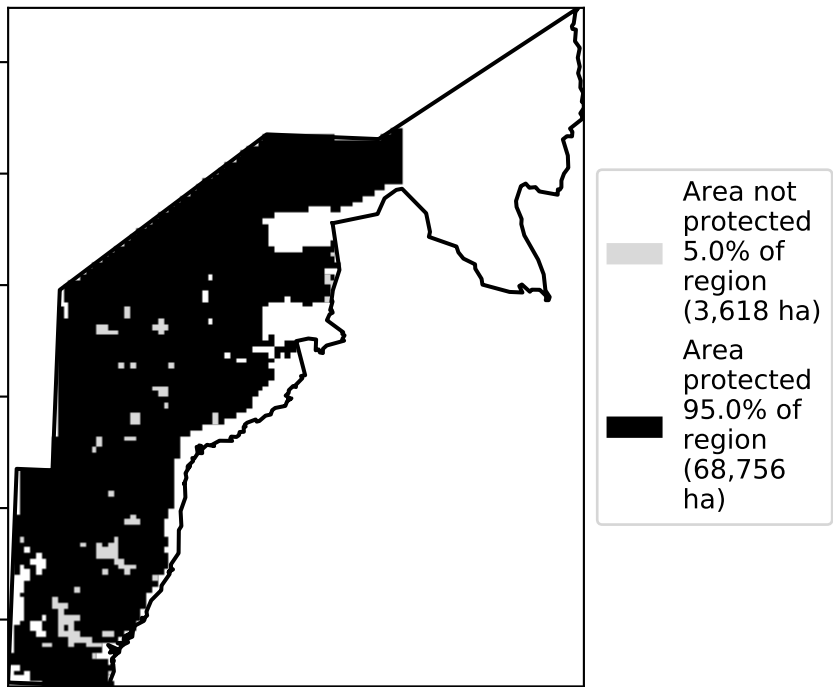 Area not
protected
5.0% of
region
(3,618 ha)
Area
protected
95.0% of
region
(68,756
ha)